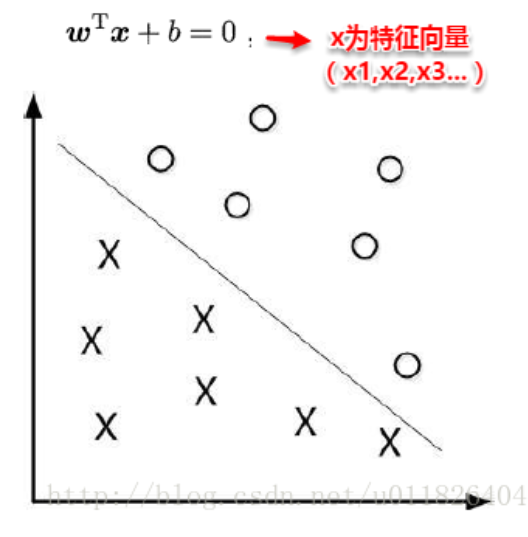 w^T x + b = 0 ; x为特征向量
(x1,x2,x3...)
X
X
X
X
X
X
X
http://blog.csdn.net/u011826404